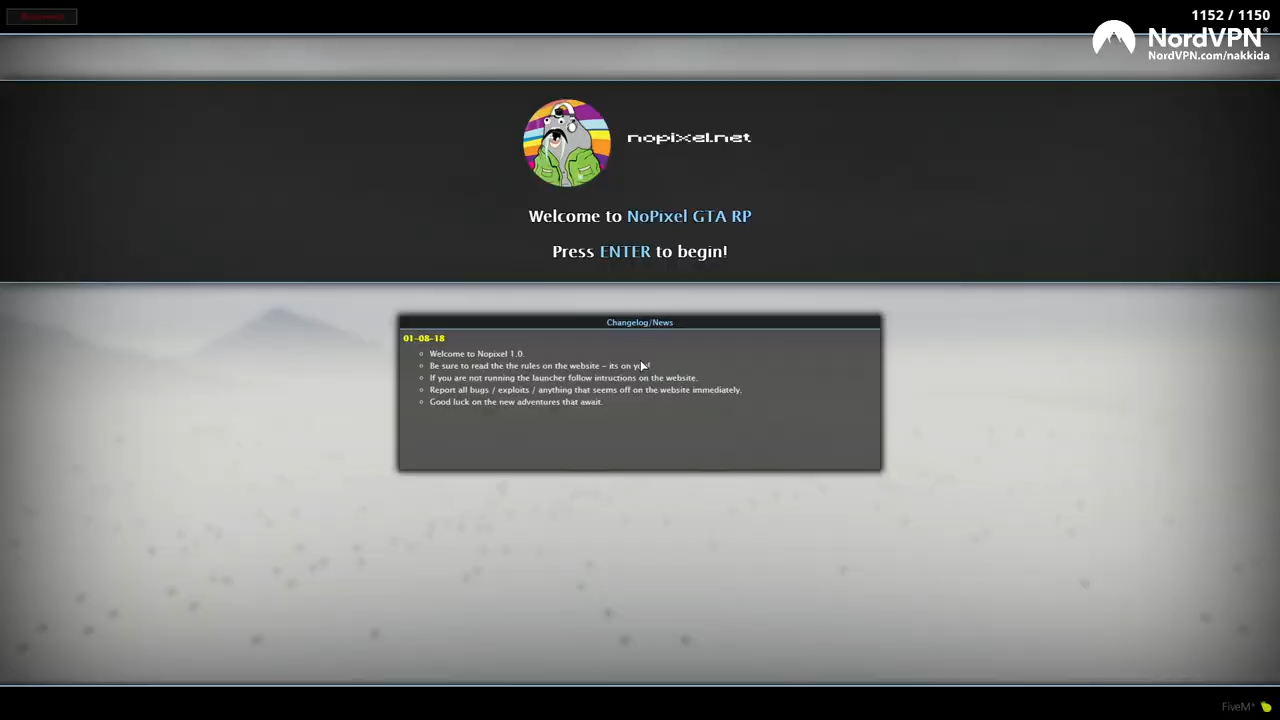 1152 / 1150
NordVPN®
NordVPN.com/nakkida
nopixel.net
Welcome to NoPixel GTA RP
Press ENTER to begin!
Changelog/News
01-08-18
Welcome to Nopixel 1.0.
Be sure to read the the rules on the website - its on you!
If you are not running the launcher follow intructions on the website.
Report all bugs / exploits / anything that seems off on the website immediately.
Good luck on the new adventures that await.
FiveM*